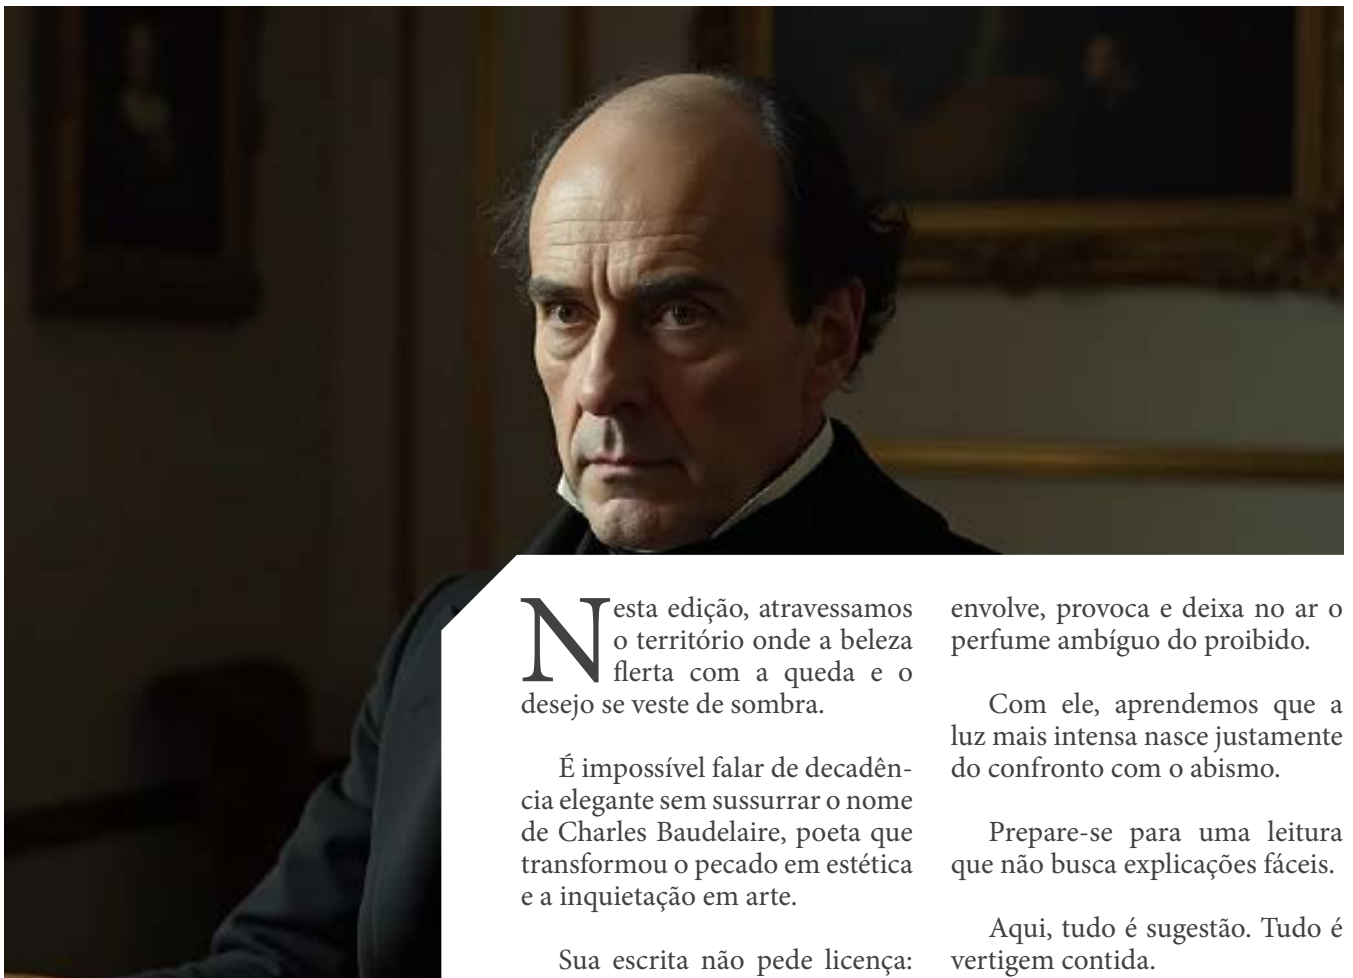 Nesta edição, atravessamos
o território onde a beleza
flerta com a queda e o
desejo se veste de sombra.
É impossível falar de decadên-
cia elegante sem sussurrar o nome
de Charles Baudelaire, poeta que
transformou o pecado em estética
e a inquietação em arte.
Sua escrita não pede licença:
envolve, provoca e deixa no ar o
perfume ambíguo do proibido.
Com ele, aprendemos que a
luz mais intensa nasce justamente
do confronto com o abismo.
Prepare-se para uma leitura
que não busca explicações fáceis.
Aqui, tudo é sugestão. Tudo é
vertigem contida.